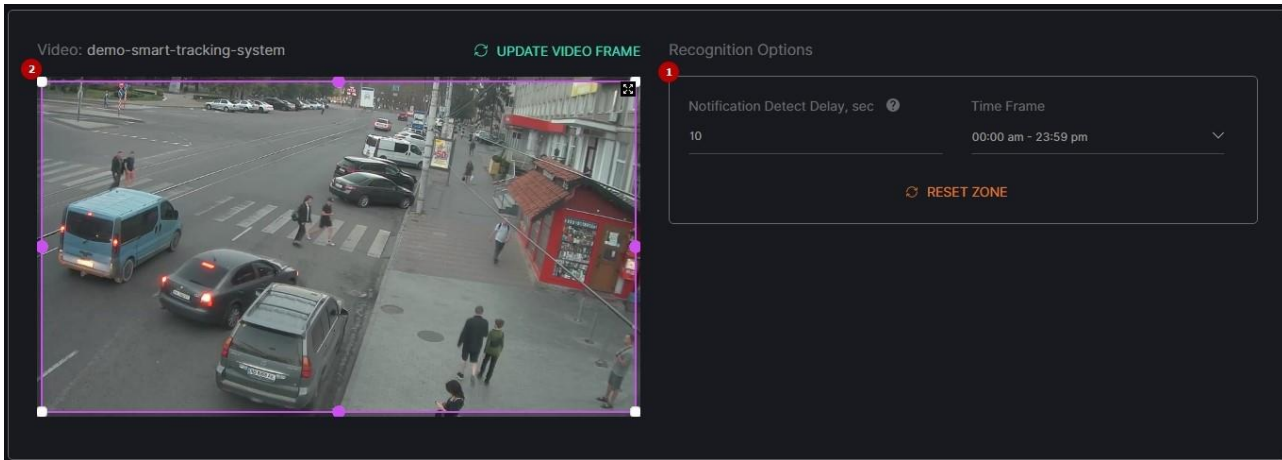 Video: demo-smart-tracking-system
UPDATE VIDEO FRAME
2
Recognition Options
1
Notification Detect Delay, sec ?
Time Frame
10
00:00 am - 23:59 pm
RESET ZONE